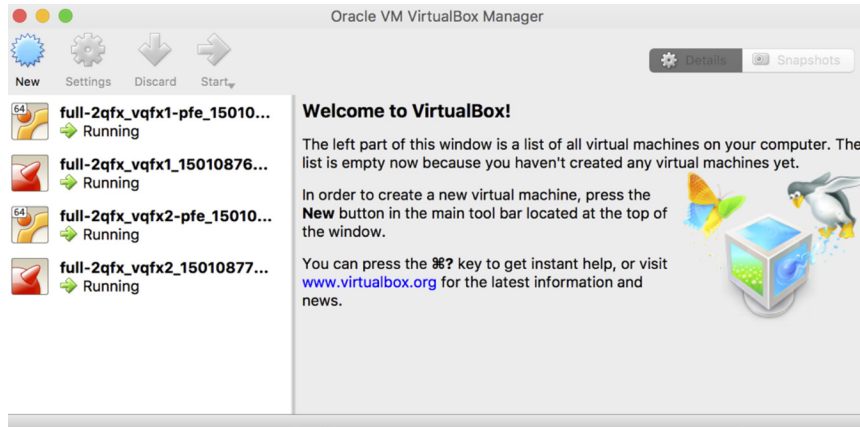 Oracle VM VirtualBox Manager
New Settings Discard Start
Details Snapshots
64 full-2qfx_vqfx1-pfe_15010...
Running
full-2qfx_vqfx1_15010876...
Running
64 full-2qfx_vqfx2-pfe_15010...
Running
full-2qfx_vqfx2_15010877...
Running
Welcome to VirtualBox!
The left part of this window is a list of all virtual machines on your computer. The
list is empty now because you haven't created any virtual machines yet.
In order to create a new virtual machine, press the
New button in the main tool bar located at the top of
the window.
You can press the ⌘? key to get instant help, or visit
www.virtualbox.org for the latest information and
news.